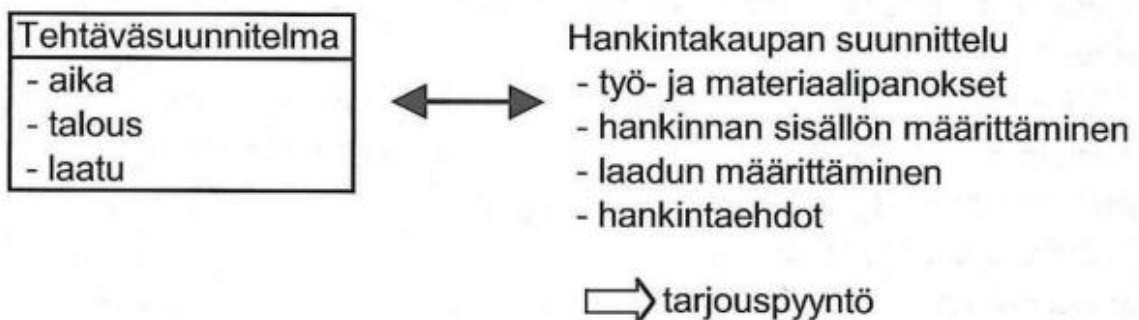 Tehtäväsuunnitelma
- aika
- talous
- laatu
Hankintakaupan suunnittelu
- työ- ja materiaalipanokset
- hankinnan sisällön määrittäminen
- laadun määrittäminen
- hankintaehdot
tarjouspyyntö